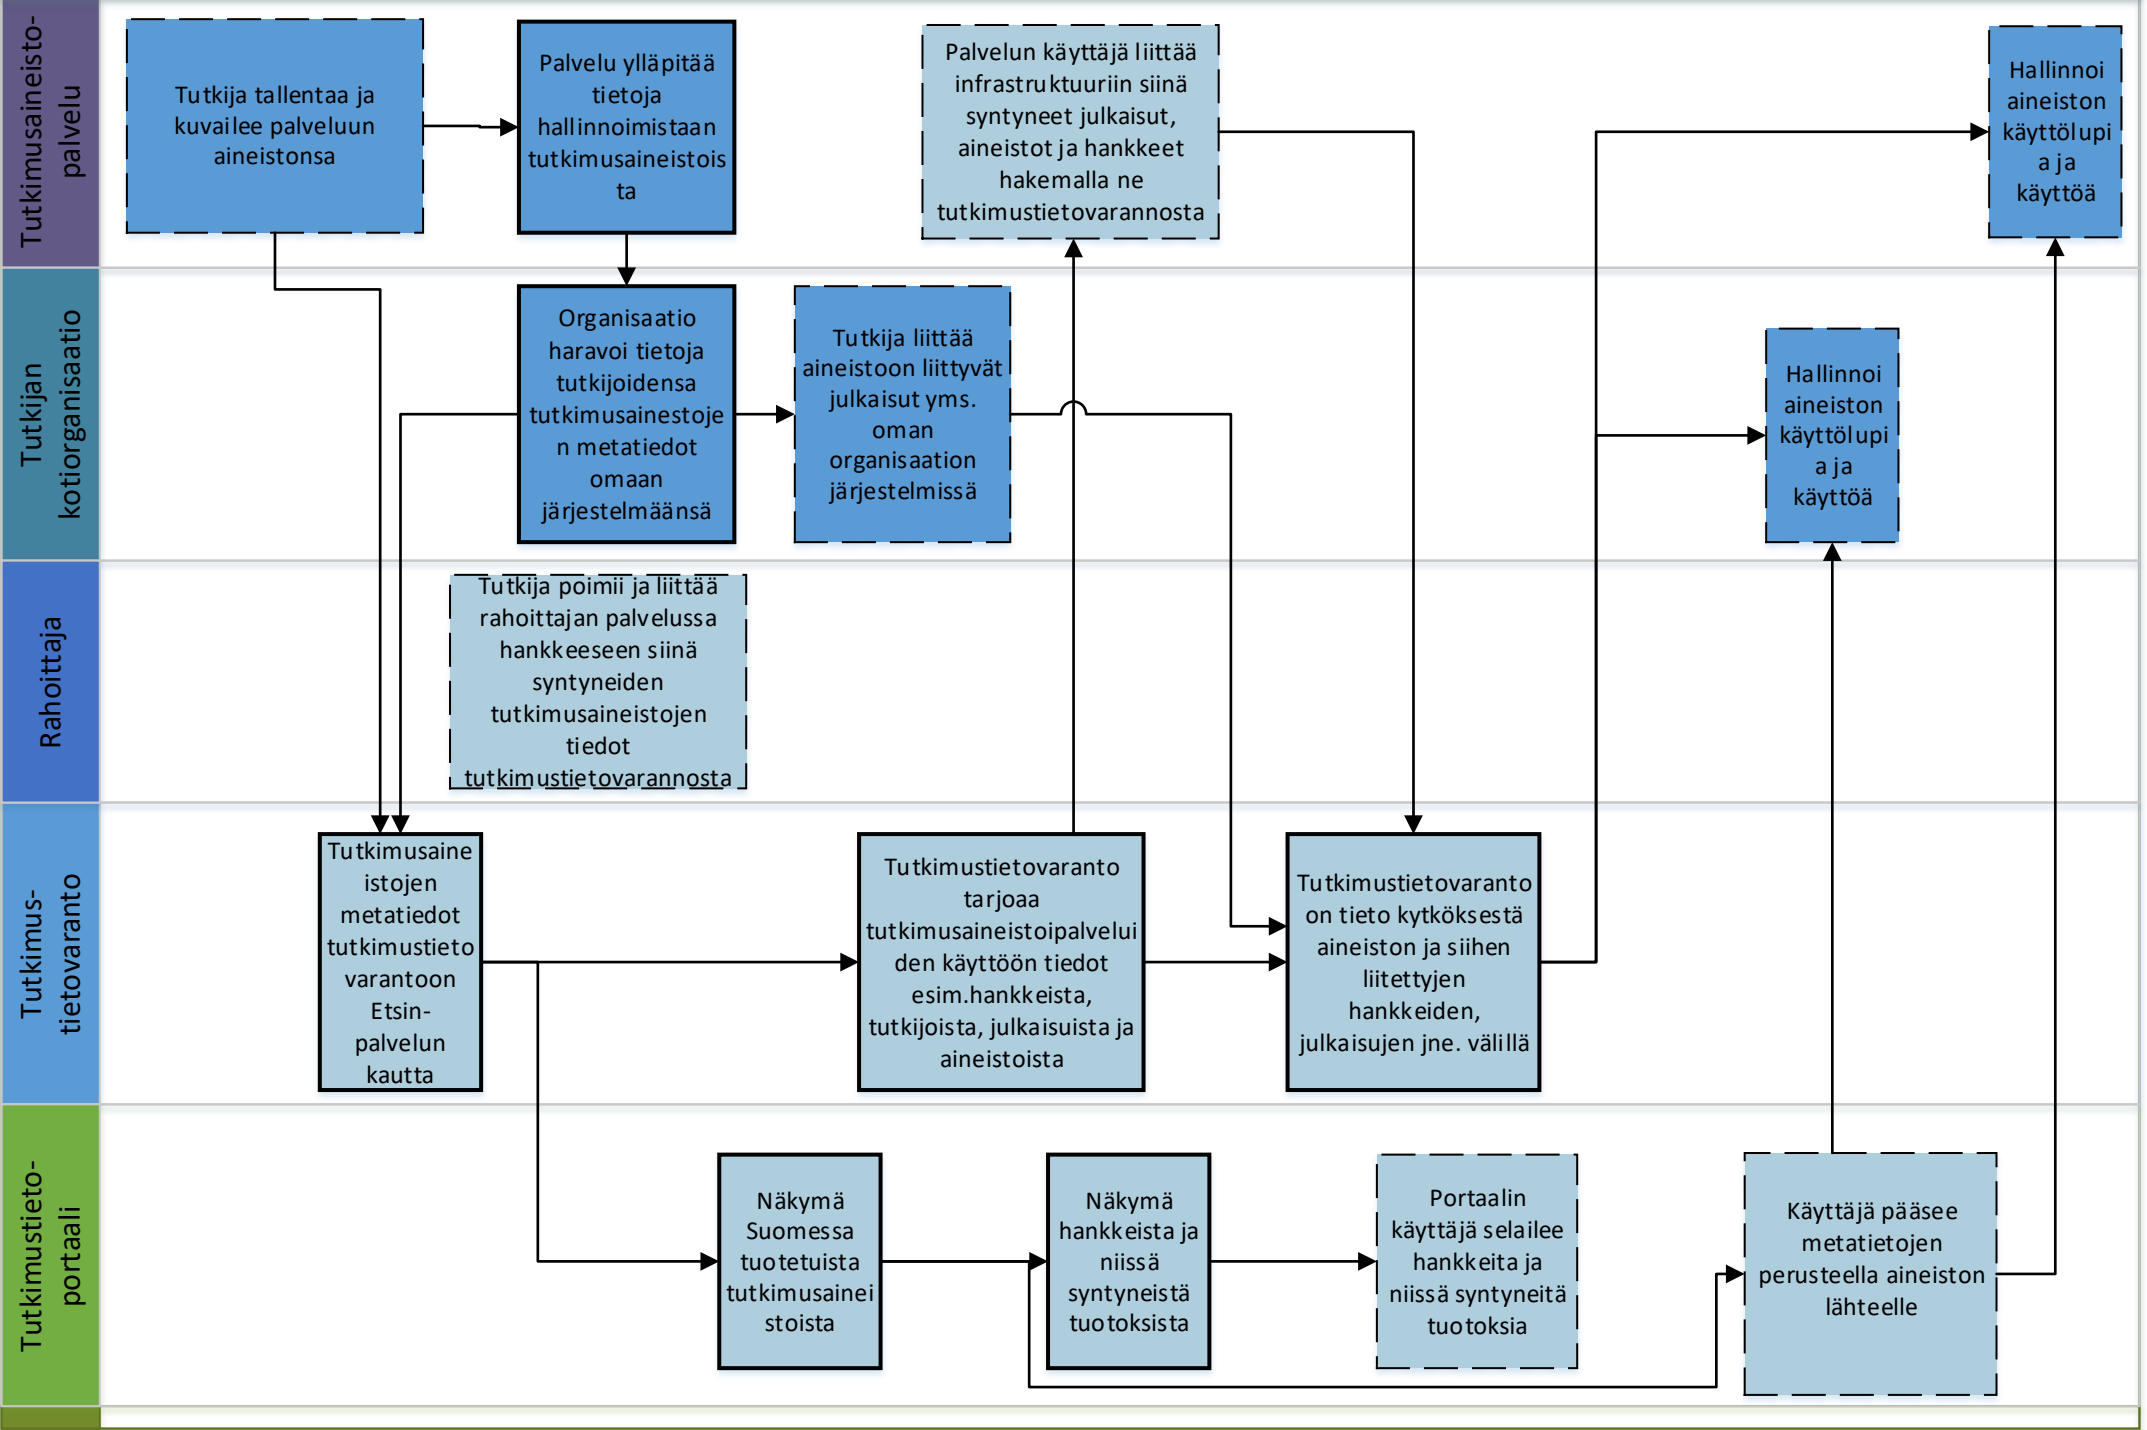 Tutkimusaineisto-
palvelu
Tutkija tallentaa ja
kuvailee palveluun
aineistonsa
Palvelu ylläpitää
tietoja
hallinnoimistaan
tutkimusaineistois
ta
Palvelun käyttäjä liittää
infrastruktuuriin siinä
syntyneet julkaisut,
aineistot ja hankkeet
hakemalla ne
tutkimustietovarannosta
Hallinnoi
aineiston
käyttölupi
a ja
käyttöä
Tutkijan
kotiorganisaatio
Organisaatio
haravoi tietoja
tutkijoidensa
tutkimusainestoje
n metatiedot
omaan
järjestelmäänsä
Tutkija liittää
aineistoon liittyvät
julkaisut yms.
oman
organisaation
järjestelmissä
Hallinnoi
aineiston
käyttölupi
a ja
käyttöä
Rahoittaja
Tutkija poimii ja liittää
rahoittajan palvelussa
hankkeeseen siinä
syntyneiden
tutkimusaineistojen
tiedot
tutkimustietovarannosta
Tutkimus-
tietovaranto
Tutkimusaine
istojen
metatiedot
tutkimustieto
varantoon
Etsin-
palvelun
kautta
Tutkimustietovaranto
tarjoaa
tutkimusaineistoipalvelui
den käyttöön tiedot
esim.hankkeista,
tutkijoista, julkaisuista ja
aineistoista
Tutkimustietovaranto
on tieto kytköksestä
aineiston ja siihen
liitettyjen
hankkeiden,
julkaisujen jne. välillä
Tutkimustieto-
portaali
Näkymä
Suomessa
tuotetuista
tutkimusainei
stoista
Näkymä
hankkeista ja
niissä
syntyneistä
tuotoksista
Portaalin
käyttäjä selailee
hankkeita ja
niissä syntyneitä
tuotoksia
Käyttäjä pääsee
metatietojen
perusteella aineiston
lähteelle